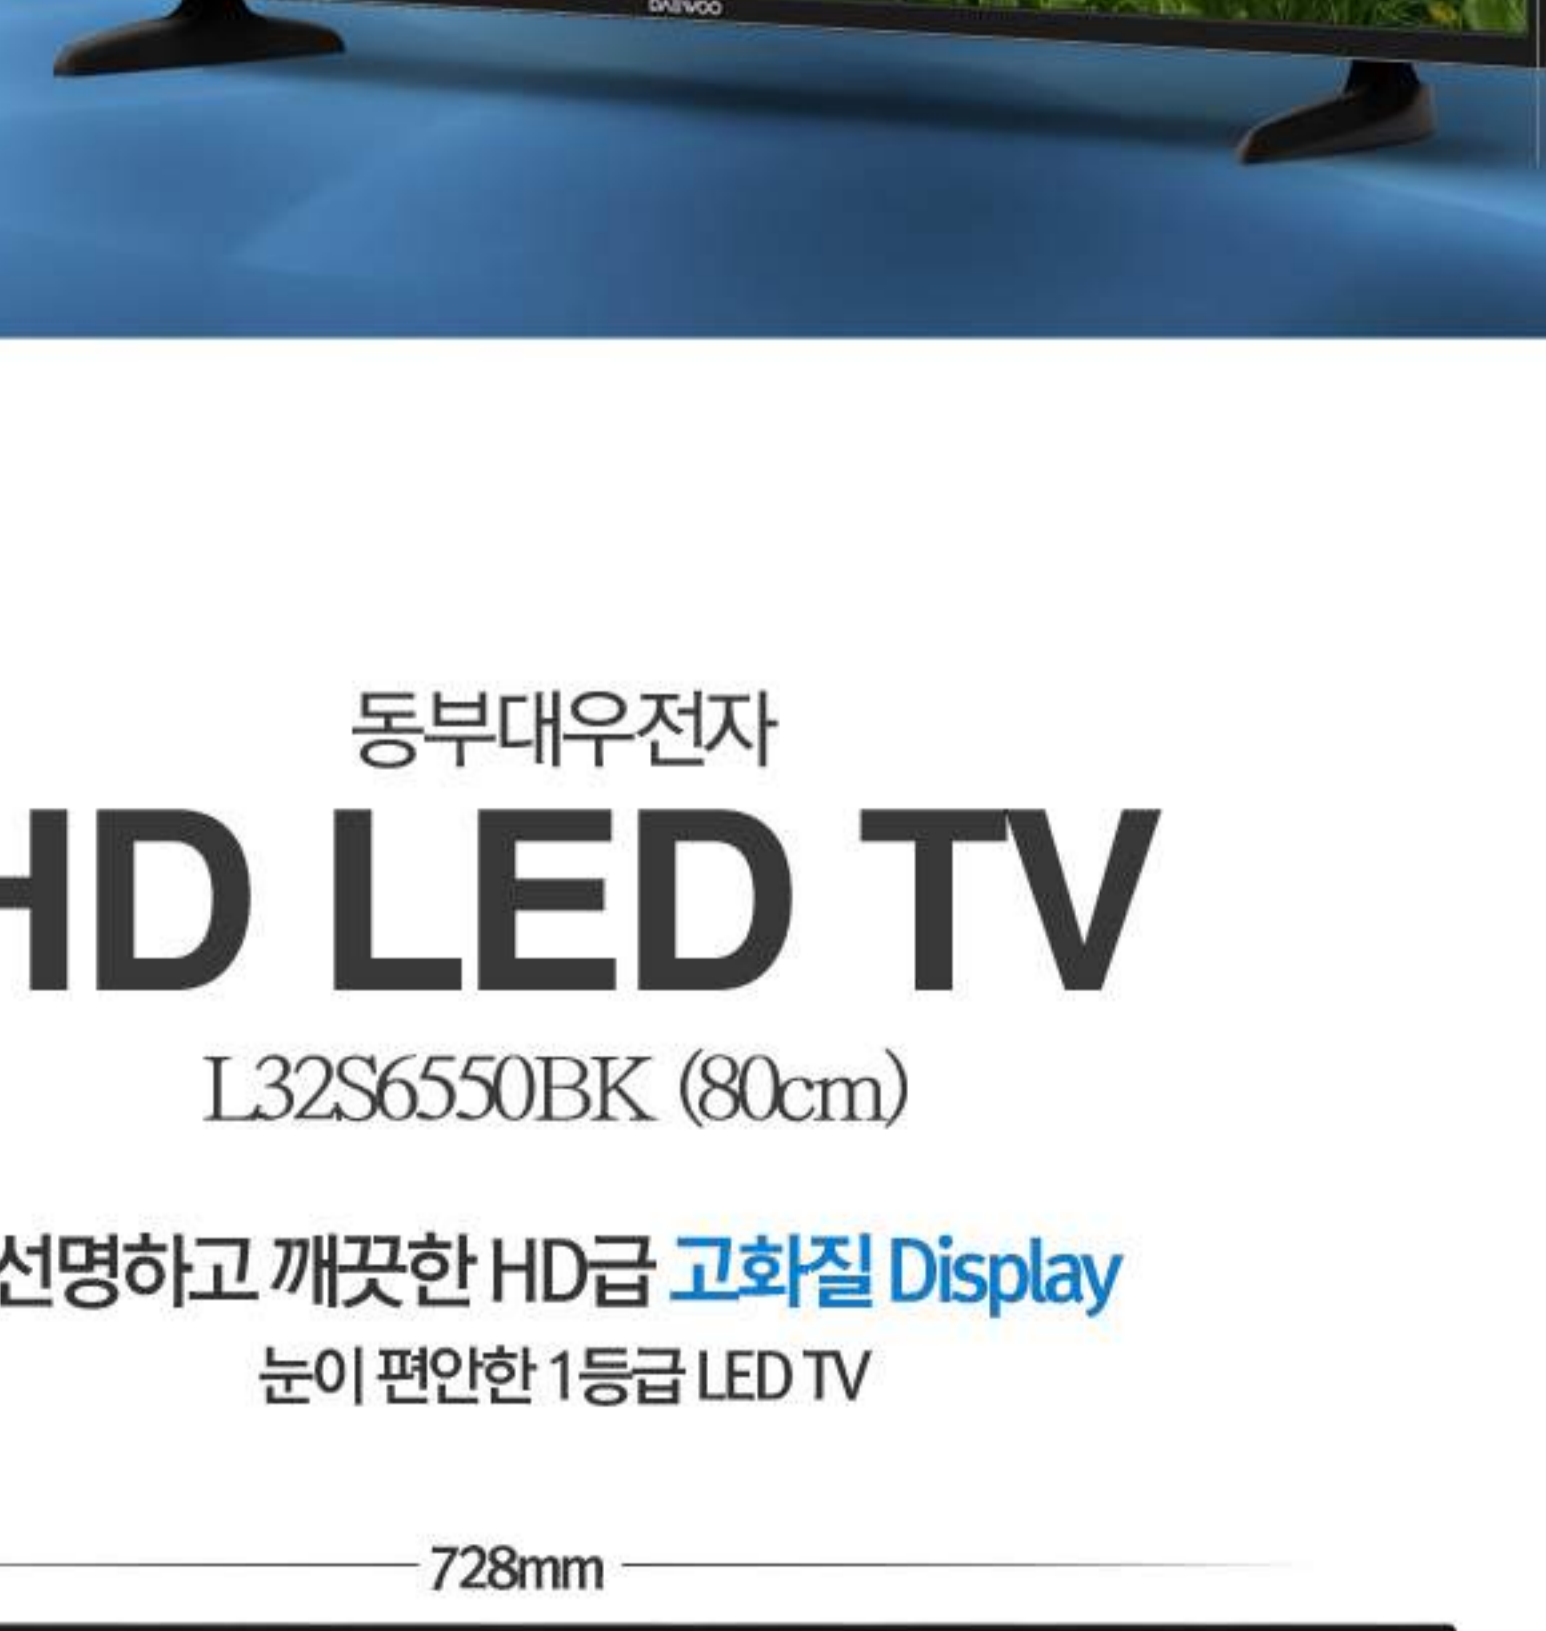 DAEWOO
동부대우전자
HD LED TV
L32S6550BK (80cm)
선명하고 깨끗한 HD급 고화질 Display
눈이 편안한 1등급 LED TV
728mm